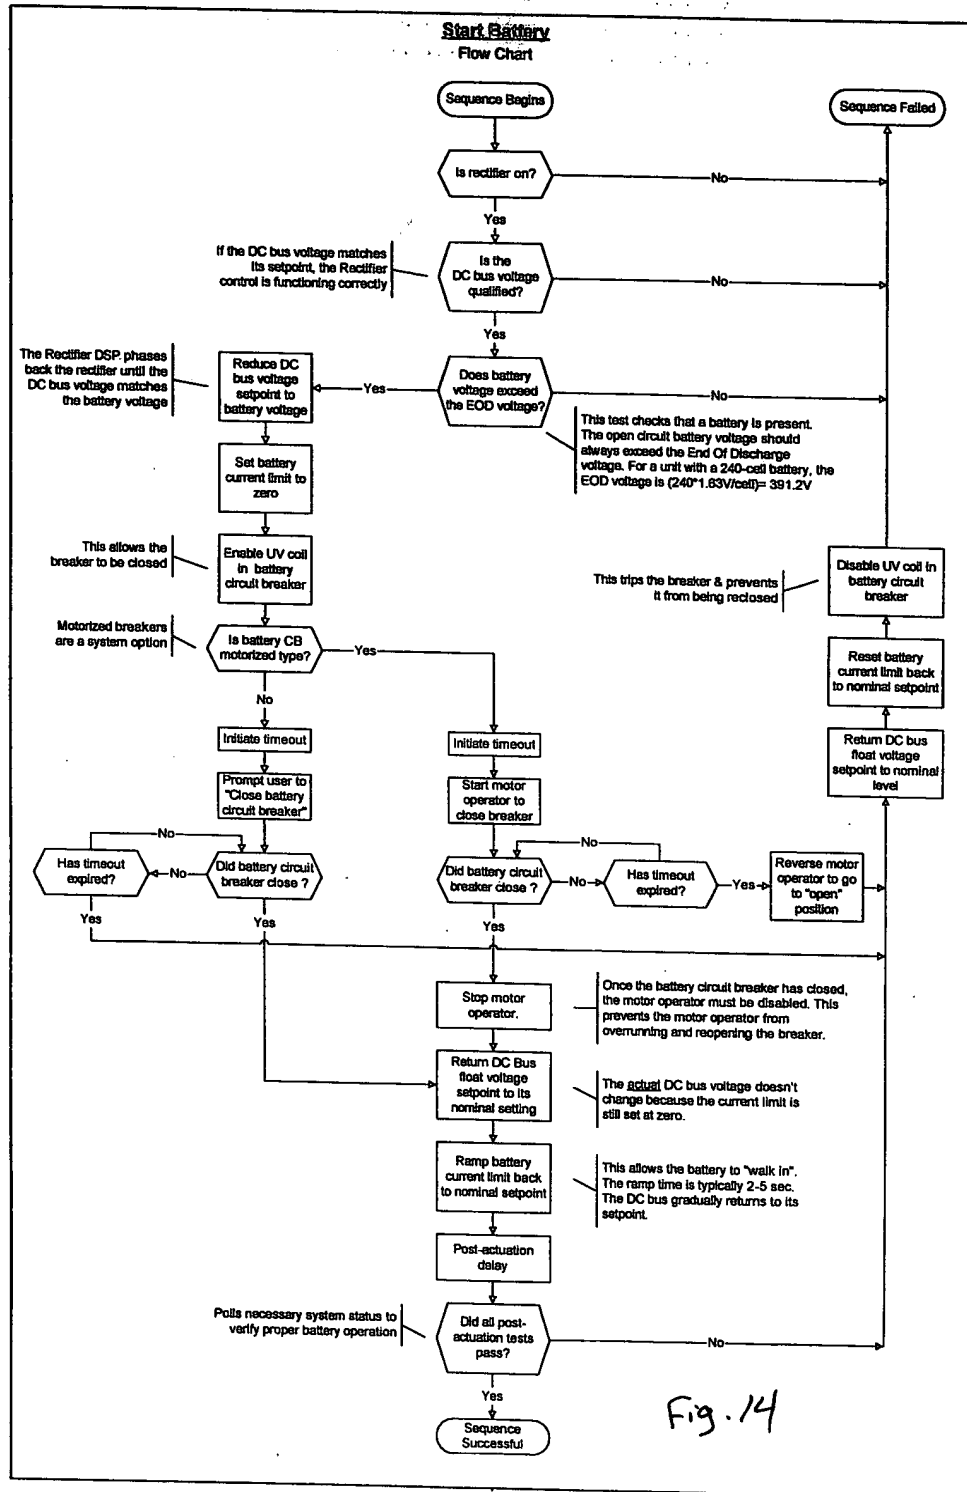 Start Battery
Flow Chart
Sequence Begins
Sequence Failed
Is rectifier on?
No
Yes
If the DC bus voltage matches
its setpoint, the Rectifier
control is functioning correctly
Is the
DC bus voltage
qualified?
No
Yes
The Rectifier DSP. phases
back the rectifier until the
DC bus voltage matches
the battery voltage
Reduce DC
bus voltage
setpoint to
battery voltage
Yes
Does battery
voltage exceed
the EOD voltage?
No
This test checks that a battery is present.
The open circuit battery voltage should
always exceed the End Of Discharge
voltage. For a unit with a 240-cell battery, the
EOD voltage is (240*1.63V/cell)= 391.2V
Set battery
current limit to
zero
This allows the
breaker to be closed
Enable UV coil
in battery
circuit breaker
This trips the breaker & prevents
it from being reclosed
Disable UV coil in
battery circuit
breaker
Motorized breakers
are a system option
Is battery CB
motorized type?
Yes
No
Reset battery
current limit back
to nominal setpoint
Initiate timeout
Initiate timeout
Return DC bus
float voltage
setpoint to nominal
level
Prompt user to
"Close battery
circuit breaker"
Start motor
operator to
close breaker
No
No
Has timeout
expired?
No
Did battery circuit
breaker close ?
Did battery circuit
breaker close ?
No
Has timeout
expired?
Yes
Reverse motor
operator to go
to "open"
position
Yes
Yes
Yes
Stop motor
operator.
Once the battery circuit breaker has closed,
the motor operator must be disabled. This
prevents the motor operator from
overrunning and reopening the breaker.
Return DC Bus
float voltage
setpoint to its
nominal setting
The actual DC bus voltage doesn't
change because the current limit is
still set at zero.
Ramp battery
current limit back
to nominal setpoint
This allows the battery to "walk in".
The ramp time is typically 2-5 sec.
The DC bus gradually returns to its
setpoint.
Post-actuation
delay
Polls necessary system status to
verify proper battery operation
Did all post-
actuation tests
pass?
No
Yes
Sequence
Successful
Fig. 14